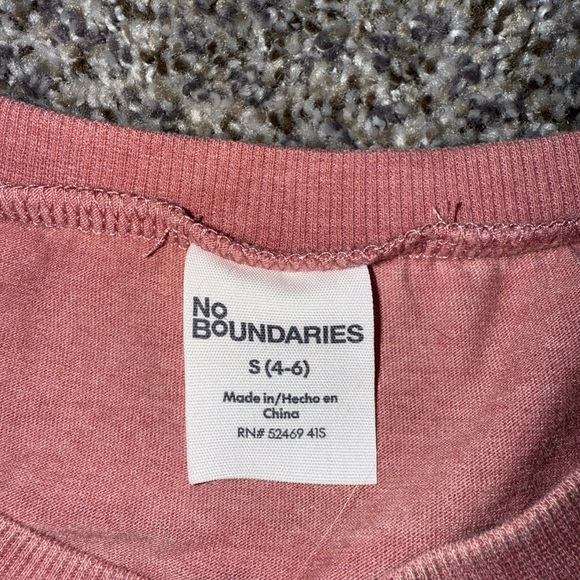 No
BOUNDARIES
S (4-6)
Made in/Hecho en
China
RN# 52469 41S